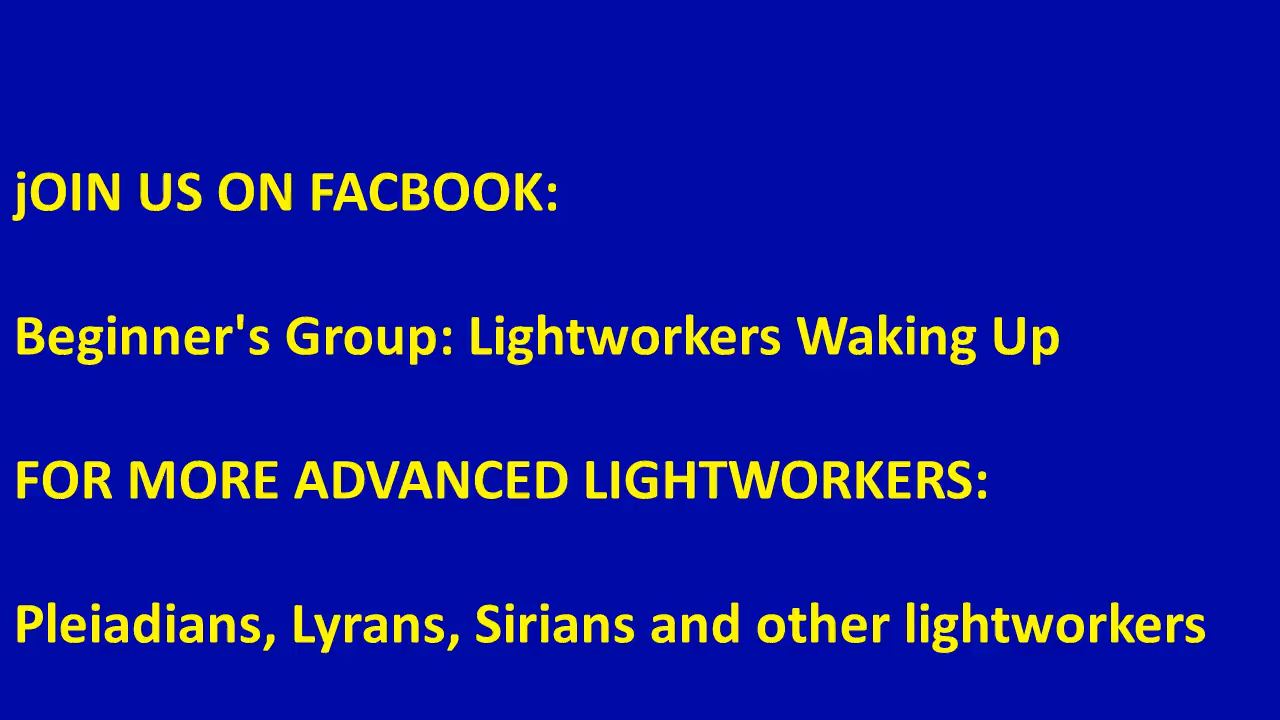 jOIN US ON FACBOOK:
Beginner's Group: Lightworkers Waking Up
FOR MORE ADVANCED LIGHTWORKERS:
Pleiadians, Lyrans, Sirians and other lightworkers